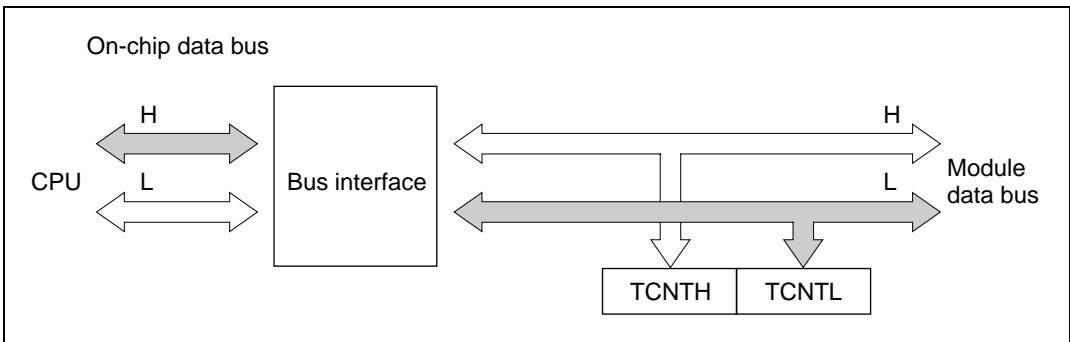 On-chip data bus
H
H
CPU
L
Bus interface
L
Module
data bus
TCNTH
TCNTL